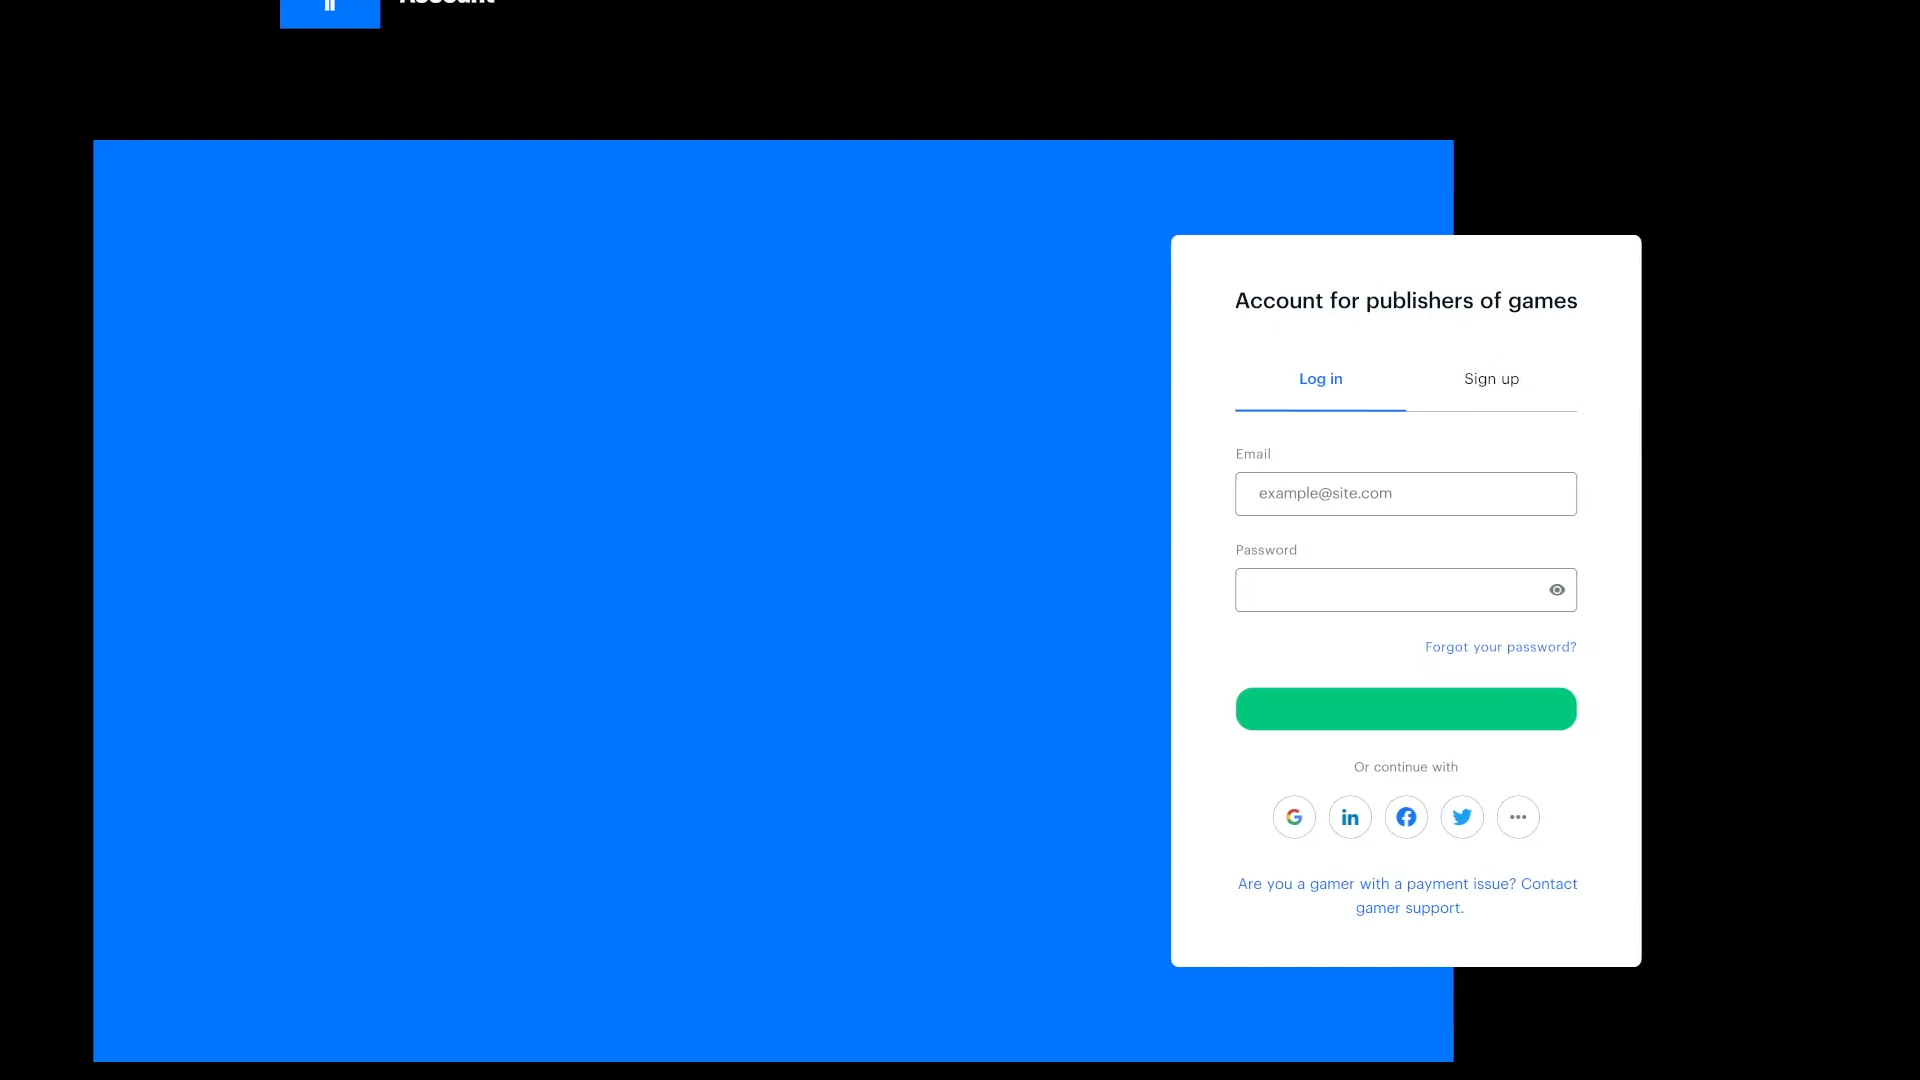 Account
Account for publishers of games
Log in
Sign up
Email
example@site.com
Password
Forgot your password?
Or continue with
Are you a gamer with a payment issue? Contact
gamer support.